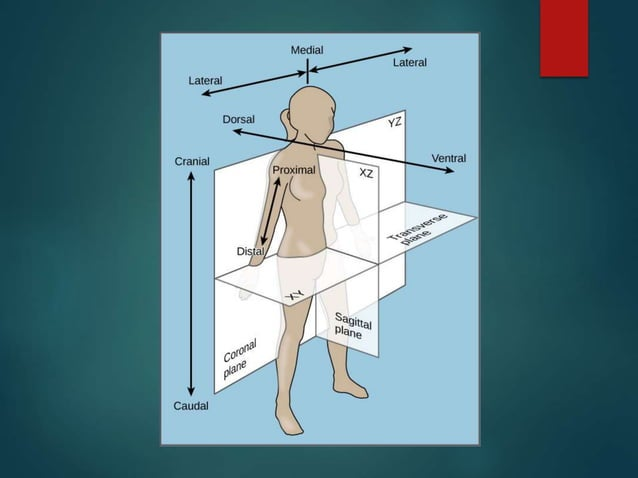 Medial
Lateral
Lateral
Dorsal
YZ
Cranial
Ventral
Proximal
XZ
Distal
Transverse
plane
XY
Sagittal
plane
Coronal
plane
Caudal